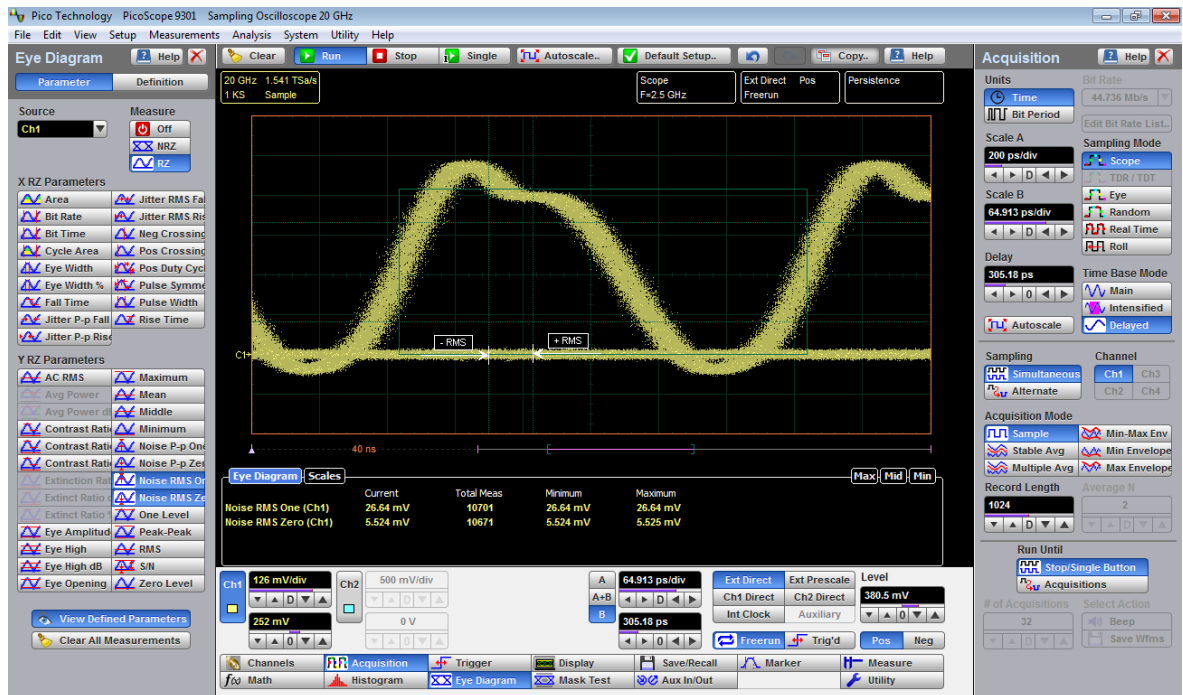 Pico Technology PicoScope 9301 Sampling Oscilloscope 20 GHz
File Edit View Setup Measurements Analysis System Utility Help
Eye Diagram Help
Clear Run Stop Single Autoscale.. Default Setup.. Copy.. Help
Acquisition Help
Parameter Definition
Source Measure
Ch1 Off
NRZ
RZ
X RZ Parameters
Area Jitter RMS Fal
Bit Rate Jitter RMS Ris
Bit Time Neg Crossing
Cycle Area Pos Crossing
Eye Width Pos Duty Cycl
Eye Width % Pulse Symme
Fall Time Pulse Width
Jitter P-p Fall Rise Time
Jitter P-p Rise
Y RZ Parameters
AC RMS Maximum
Avg Power Mean
Avg Power dB Middle
Contrast Rati Minimum
Contrast Rati Noise P-p One
Contrast Rati Noise P-p Zer
Extinction Rat Noise RMS On
Extinct Ratio d Noise RMS Ze
Extinct Ratio % One Level
Eye Amplitud Peak-Peak
Eye High RMS
Eye High dB S/N
Eye Opening Zero Level
View Defined Parameters
Clear All Measurements
20 GHz 1.541 TSa/s
1 KS Sample
Scope
F=2.5 GHz
Ext Direct Pos
Freerun
Persistence
C1+
- RMS
+ RMS
40 ns
Eye Diagram Scales Max Mid Min
Current Total Meas Minimum Maximum
Noise RMS One (Ch1) 26.64 mV 10701 26.64 mV 26.64 mV
Noise RMS Zero (Ch1) 5.524 mV 10671 5.524 mV 5.525 mV
Ch1 126 mV/div Ch2 500 mV/div
D D
252 mV 0 V
0 0
A 64.913 ps/div
A+B D
B 305.18 ps
0
Ext Direct Ext Prescale Level
Ch1 Direct Ch2 Direct 380.5 mV
Int Clock Auxiliary 0
Freerun Trig'd Pos Neg
Channels Acquisition Trigger Display Save/Recall Marker Measure
f(x) Math Histogram Eye Diagram Mask Test Aux In/Out Utility
Units Bit Rate
Time 44.736 Mb/s
Bit Period Edit Bit Rate List..
Scale A Sampling Mode
200 ps/div Scope
D TDR / TDT
Scale B Eye
64.913 ps/div Random
D Real Time
Roll
Delay
305.18 ps Time Base Mode
0 Main
Intensified
Autoscale Delayed
Sampling Channel
Simultaneous Ch1 Ch3
Alternate Ch2 Ch4
Acquisition Mode
Sample Min-Max Env
Stable Avg Min Envelope
Multiple Avg Max Envelope
Record Length Average N
1024 2
D D
Run Until
Stop/Single Button
Acquisitions
# of Acquisitions Select Action
32 Beep
D Save Wfms